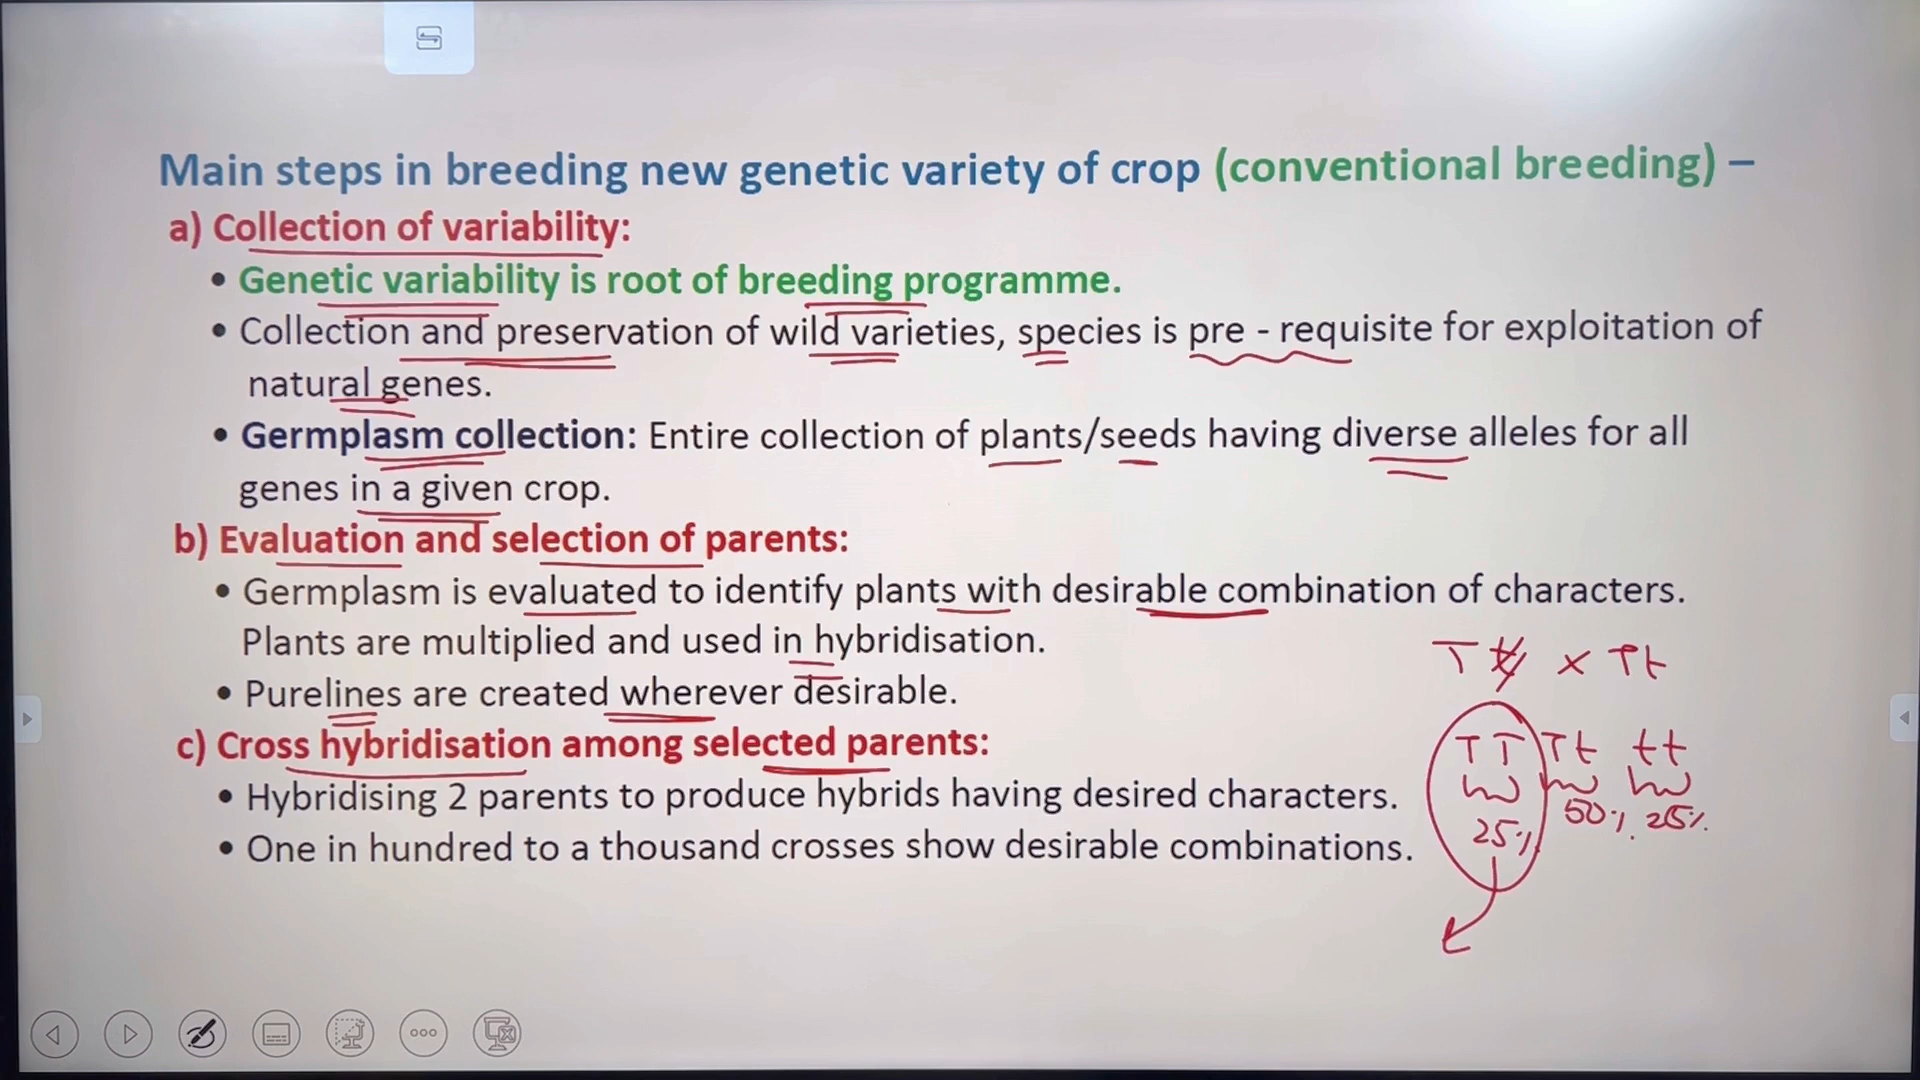 Main steps in breeding new genetic variety of crop (conventional breeding) –
a) Collection of variability:
• Genetic variability is root of breeding programme.
• Collection and preservation of wild varieties, species is pre - requisite for exploitation of
natural genes.
• Germplasm collection: Entire collection of plants/seeds having diverse alleles for all
genes in a given crop.
b) Evaluation and selection of parents:
• Germplasm is evaluated to identify plants with desirable combination of characters.
Plants are multiplied and used in hybridisation.
• Purelines are created wherever desirable.
c) Cross hybridisation among selected parents:
• Hybridising 2 parents to produce hybrids having desired characters.
• One in hundred to a thousand crosses show desirable combinations.
Tt × Tt
TT Tt tt
25% 50% 25%